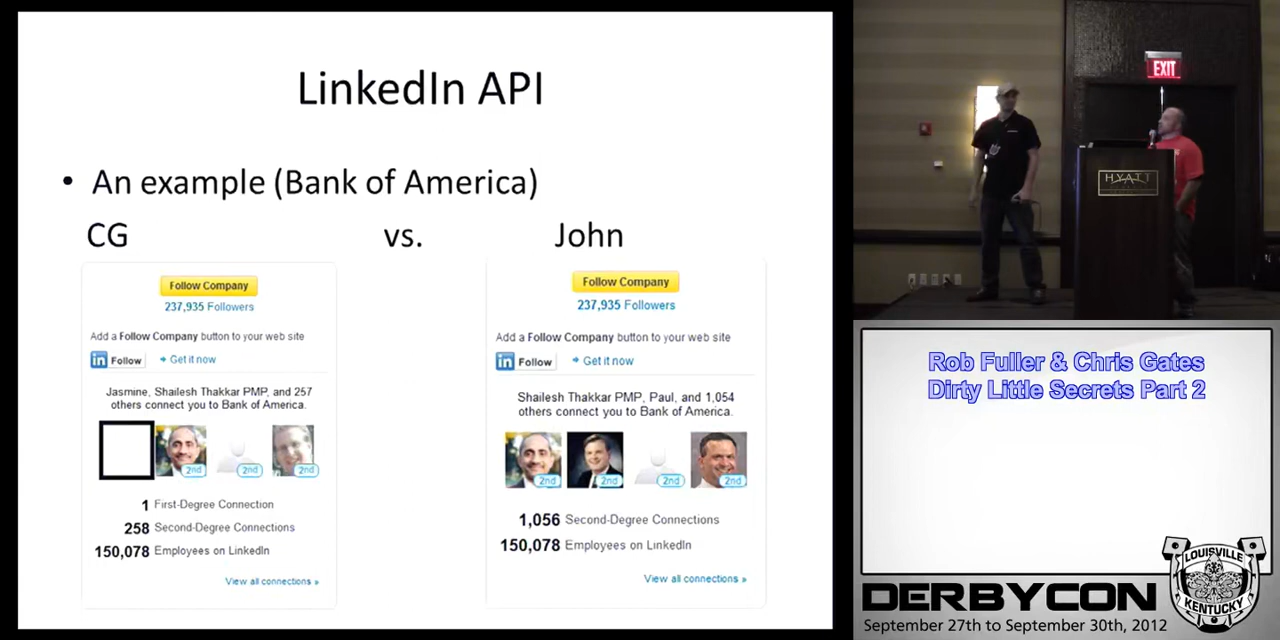 LinkedIn API
• An example (Bank of America)
CG vs. John
Follow Company
237,935 Followers
Add a Follow Company button to your web site
in Follow → Get it now
Jasmine, Shailesh Thakkar PMP, and 257
others connect you to Bank of America.
2nd 2nd 2nd
1 First-Degree Connection
258 Second-Degree Connections
150,078 Employees on LinkedIn
View all connections »
Follow Company
237,935 Followers
Add a Follow Company button to your web site
in Follow → Get it now
Shailesh Thakkar PMP, Paul, and 1,054
others connect you to Bank of America.
2nd 2nd 2nd 2nd
1,056 Second-Degree Connections
150,078 Employees on LinkedIn
View all connections »
EXIT
HYATT
Rob Fuller & Chris Gates
Dirty Little Secrets Part 2
LOUISVILLE
KENTUCKY
DERBYCON
September 27th to September 30th, 2012